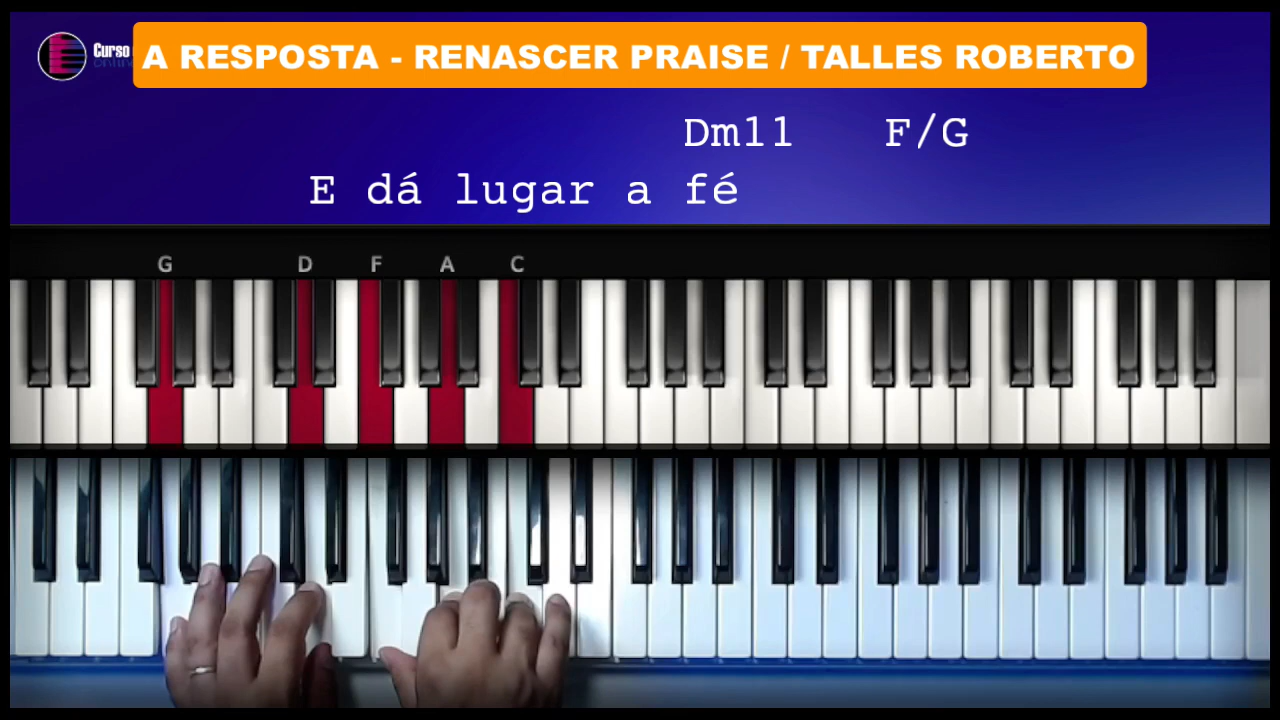 Curso
A RESPOSTA - RENASCER PRAISE / TALLES ROBERTO
Dm11 F/G
E dá lugar a fé
G D F A C